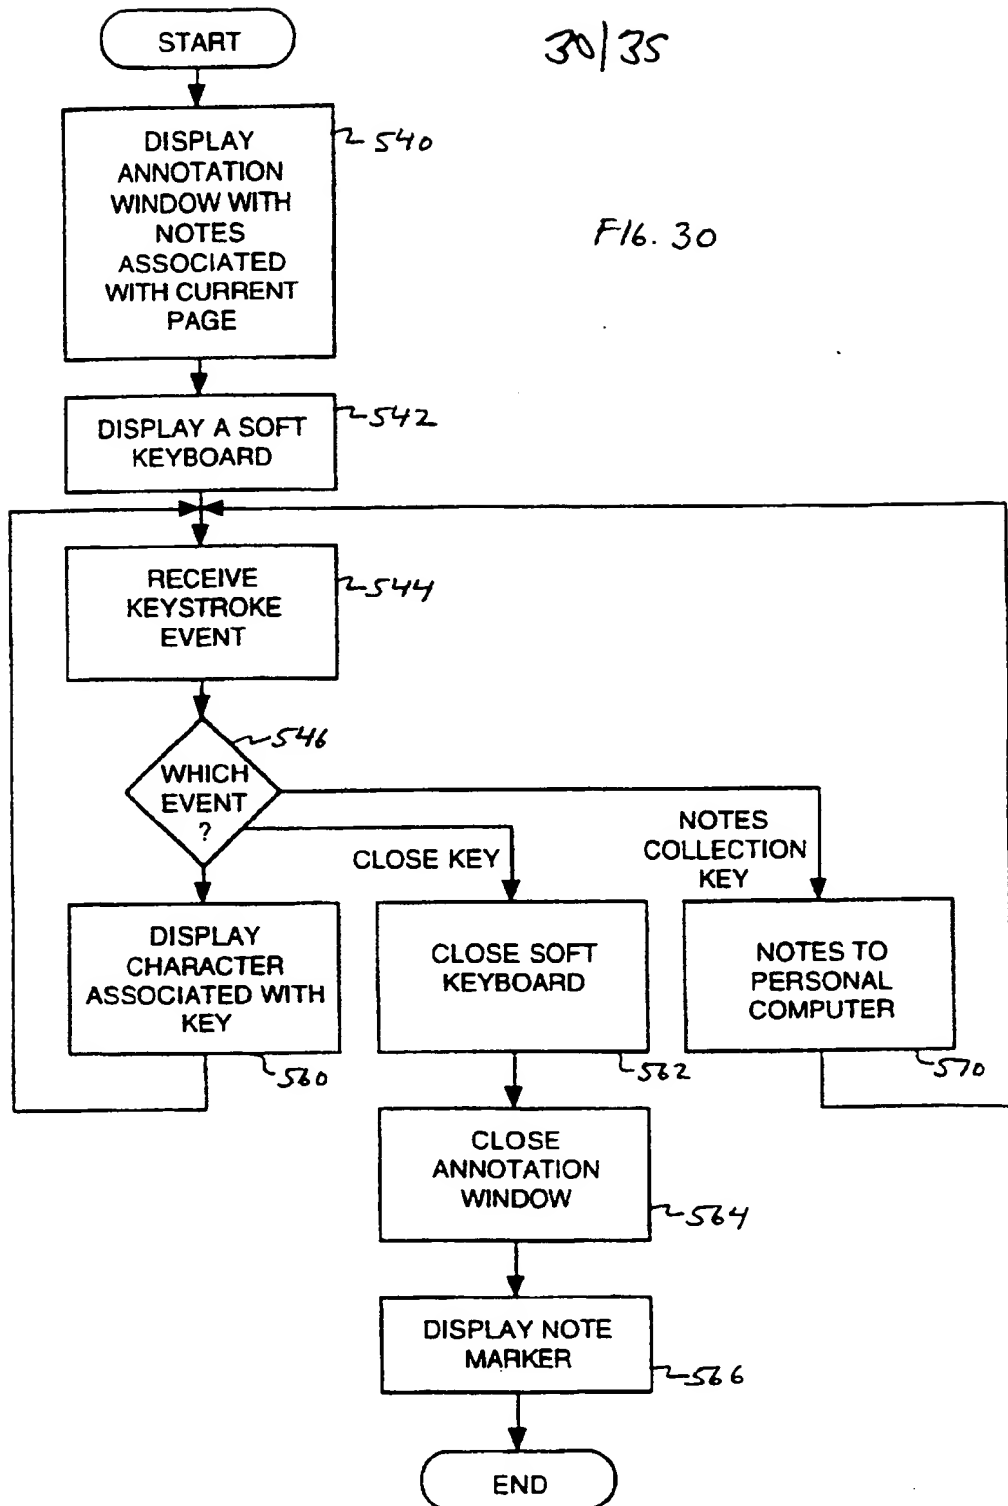 START
30/35
DISPLAY
ANNOTATION
WINDOW WITH
NOTES
ASSOCIATED
WITH CURRENT
PAGE
540
FIG. 30
DISPLAY A SOFT
KEYBOARD
542
RECEIVE
KEYSTROKE
EVENT
544
WHICH
EVENT
?
546
CLOSE KEY
NOTES
COLLECTION
KEY
DISPLAY
CHARACTER
ASSOCIATED WITH
KEY
560
CLOSE SOFT
KEYBOARD
562
NOTES TO
PERSONAL
COMPUTER
570
CLOSE
ANNOTATION
WINDOW
564
DISPLAY NOTE
MARKER
566
END